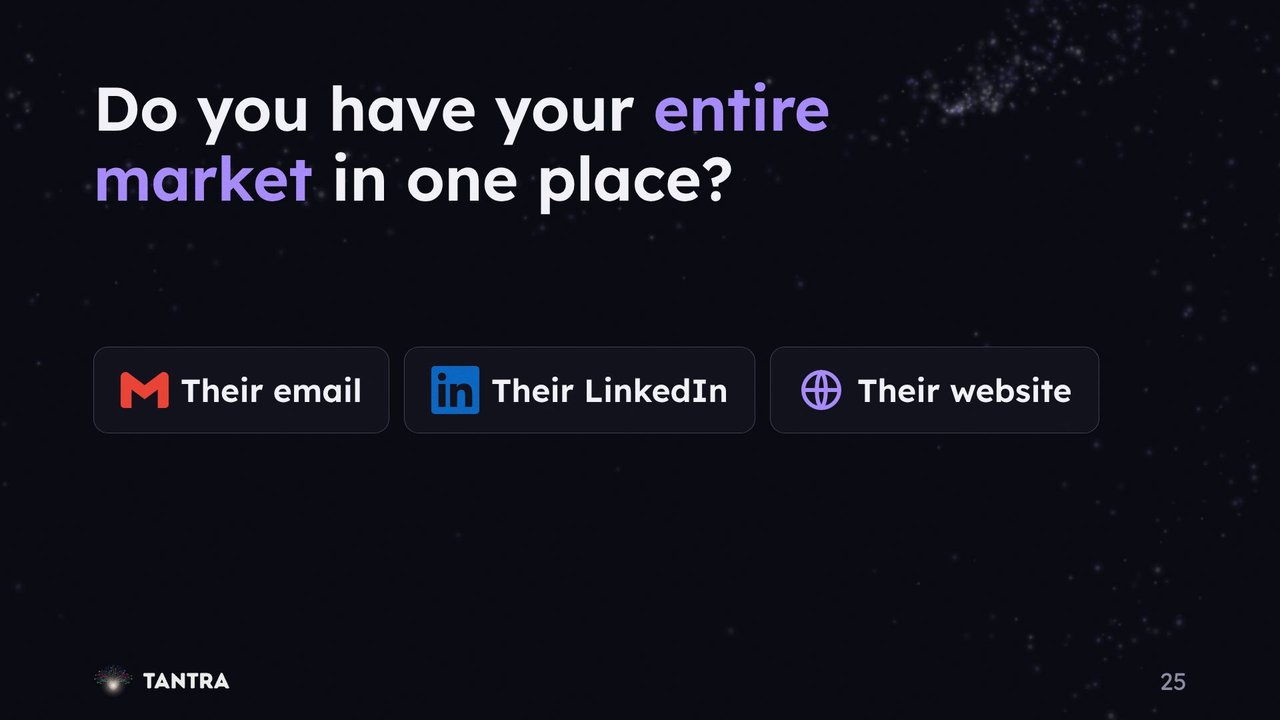 Do you have your entire
market in one place?
Their email
Their LinkedIn
Their website
TANTRA
25